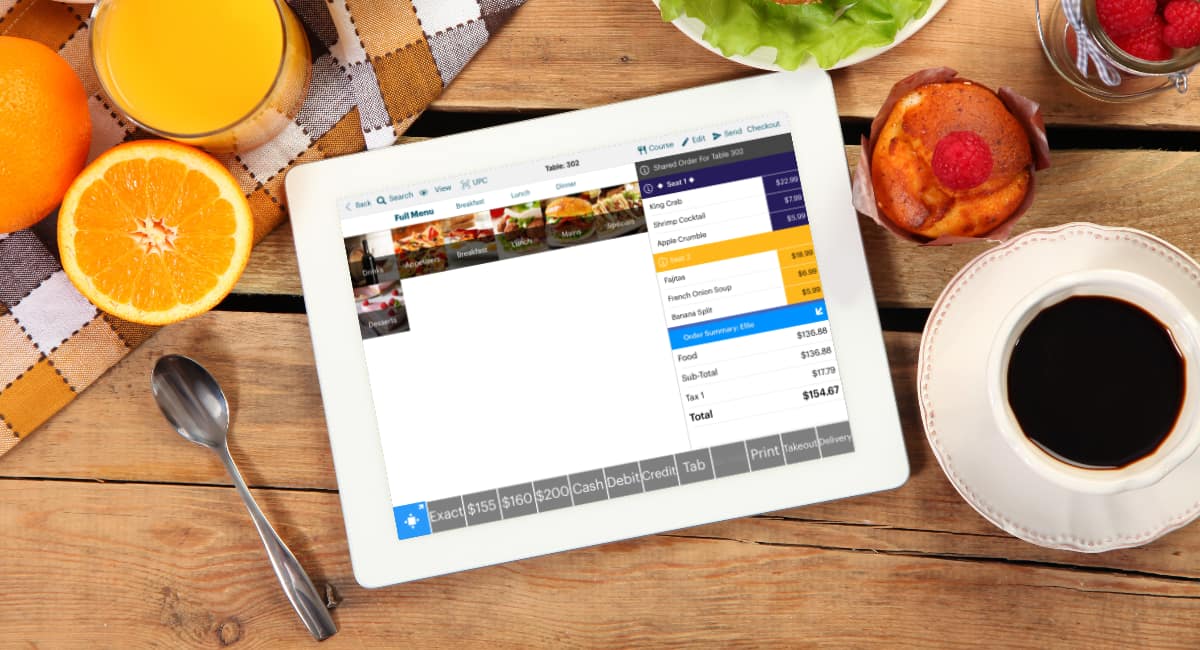 Back Search View UPC
Table: 302
Course Edit Send Checkout
Full Menu Breakfast Lunch Dinner
Drinks Appetizers Breakfast Lunch Mains Specials
Desserts
Shared Order For Table 302
Seat 1
King Crab $22.99
Shrimp Cocktail $7.99
Apple Crumble $5.99
Seat 2
Fajitas $18.99
French Onion Soup $6.99
Banana Split $5.99
Order Summary: Ellie
Food $136.88
Sub-Total $136.88
Tax 1 $17.79
Total $154.67
Exact $155 $160 $200 Cash Debit Credit Tab Print Takeout Delivery